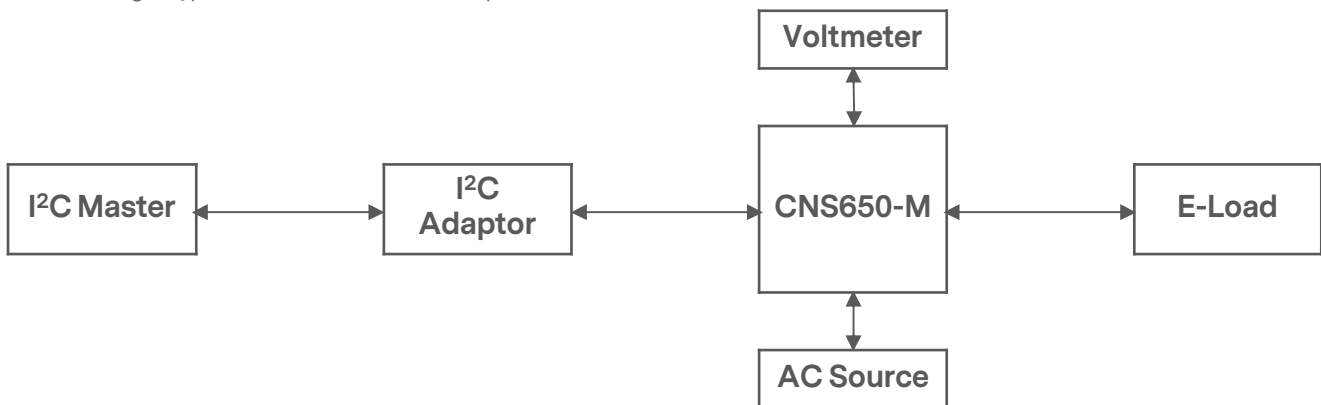 Voltmeter
I²C Master
I²C
Adaptor
CNS650-M
E-Load
AC Source